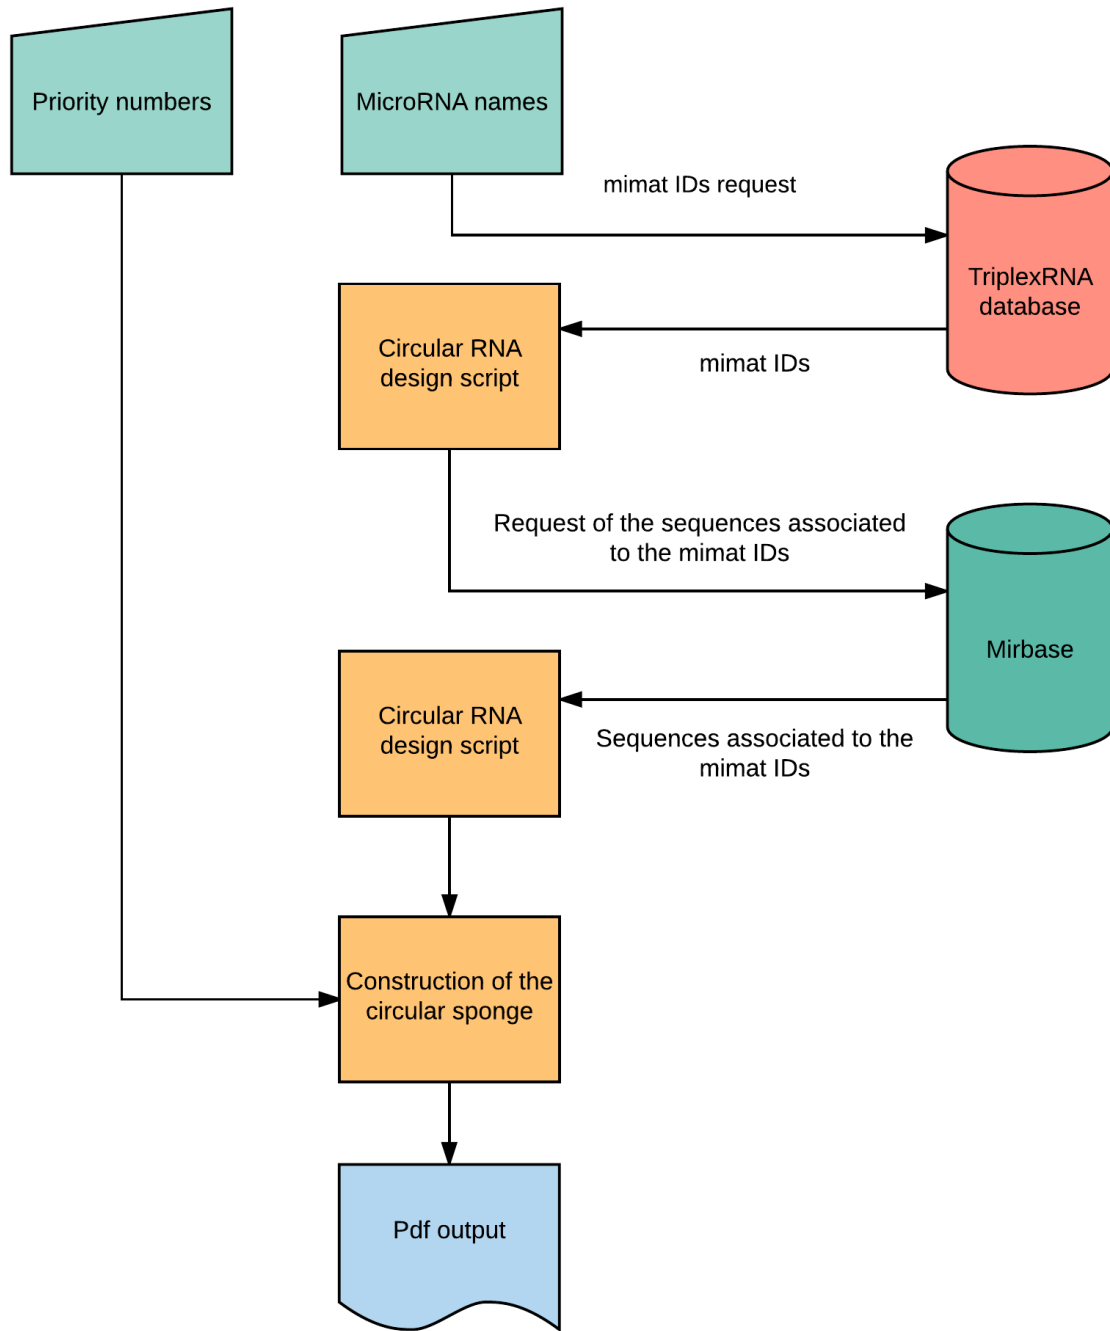 Priority numbers
MicroRNA names
mimat IDs request
TriplexRNA
database
Circular RNA
design script
mimat IDs
Request of the sequences associated
to the mimat IDs
Mirbase
Circular RNA
design script
Sequences associated to the
mimat IDs
Construction of the
circular sponge
Pdf output